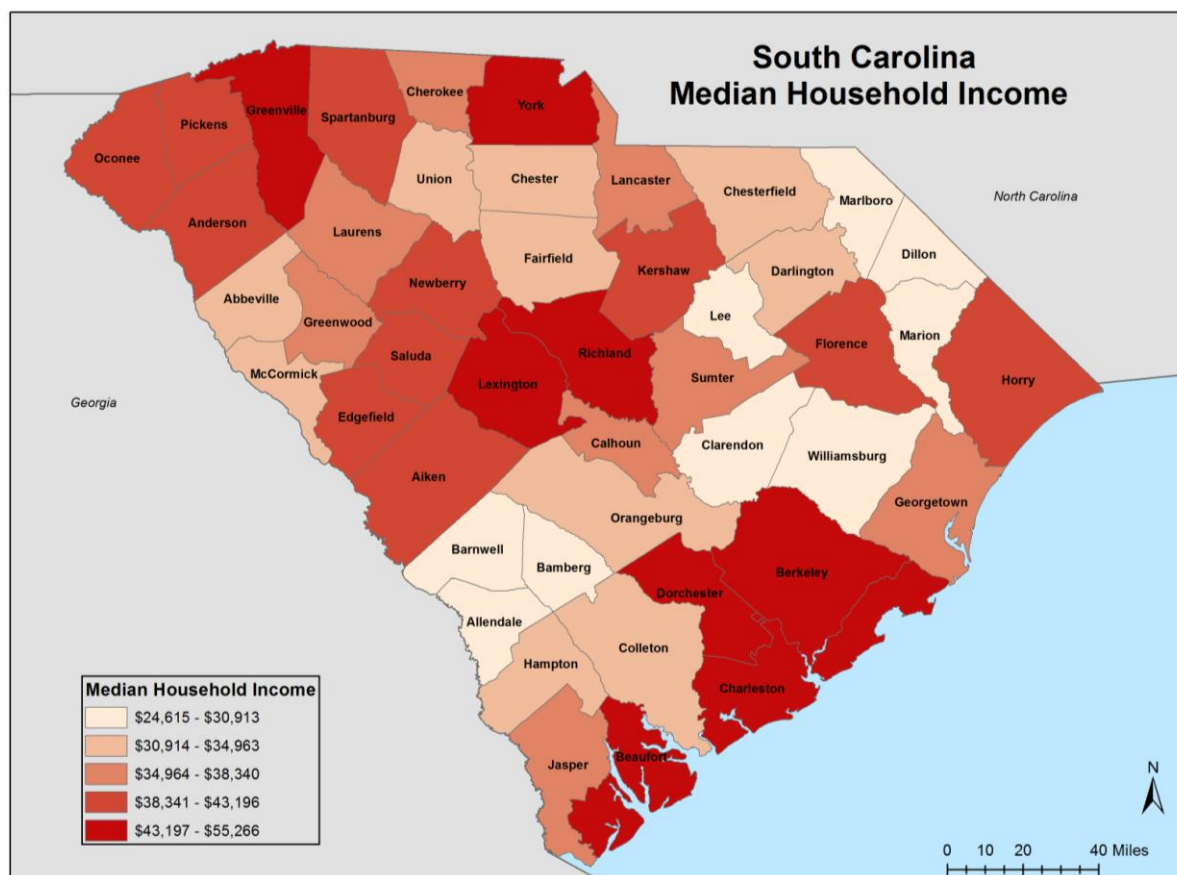 South Carolina
Median Household Income
Cherokee
York
Greenville
Spartanburg
Pickens
Oconee
Union
Chester
Lancaster
Chesterfield
Marlboro
North Carolina
Anderson
Laurens
Fairfield
Dillon
Kershaw
Darlington
Newberry
Abbeville
Greenwood
Lee
Marion
Florence
Richland
Saluda
McCormick
Lexington
Sumter
Horry
Georgia
Edgefield
Calhoun
Clarendon
Williamsburg
Aiken
Georgetown
Orangeburg
Barnwell
Bamberg
Berkeley
Dorchester
Allendale
Colleton
Hampton
Charleston
Beaufort
Jasper
Median Household Income
$24,615 - $30,913
$30,914 - $34,963
$34,964 - $38,340
$38,341 - $43,196
$43,197 - $55,266
N
0 10 20 40 Miles